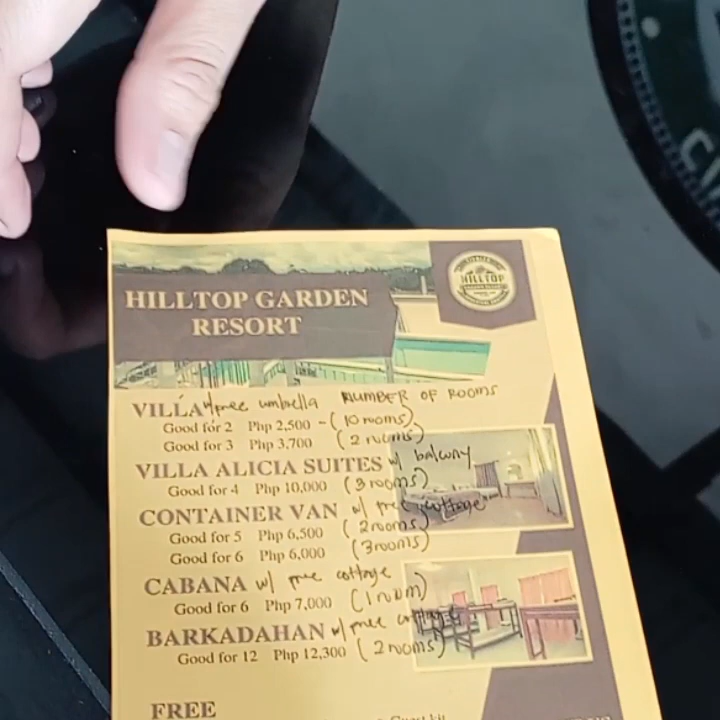 HILLTOP GARDEN
RESORT
HILLTOP
VILLA w/ free umbrella NUMBER OF ROOMS
Good for 2 Php 2,500 - (10 rooms)
Good for 3 Php 3,700 (2 rooms)
VILLA ALICIA SUITES w/ balcony
Good for 4 Php 10,000 (3 rooms)
CONTAINER VAN w/ free cottage
Good for 5 Php 6,500 (2 rooms)
Good for 6 Php 6,000 (3 rooms)
CABANA w/ free cottage
Good for 6 Php 7,000 (1 room)
BARKADAHAN w/ free cottage
Good for 12 Php 12,300 (2 rooms)
FREE